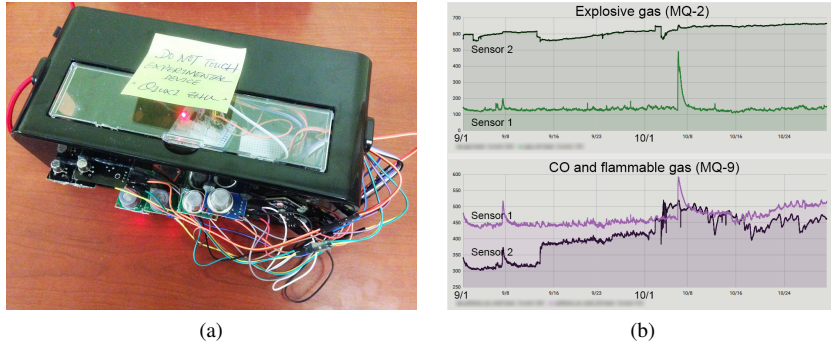 DO NOT TOUCH
EXPERIMENTAL
DEVICE
(a)
Explosive gas (MQ-2)
700
600
500
400
300
200
100
0
Sensor 2
Sensor 1
9/1
9/8
9/16
9/23
10/1
10/8
10/16
10/24
CO and flammable gas (MQ-9)
600
550
500
450
400
350
300
250
Sensor 1
Sensor 2
9/1
9/8
9/16
9/23
10/1
10/8
10/16
10/24
(b)